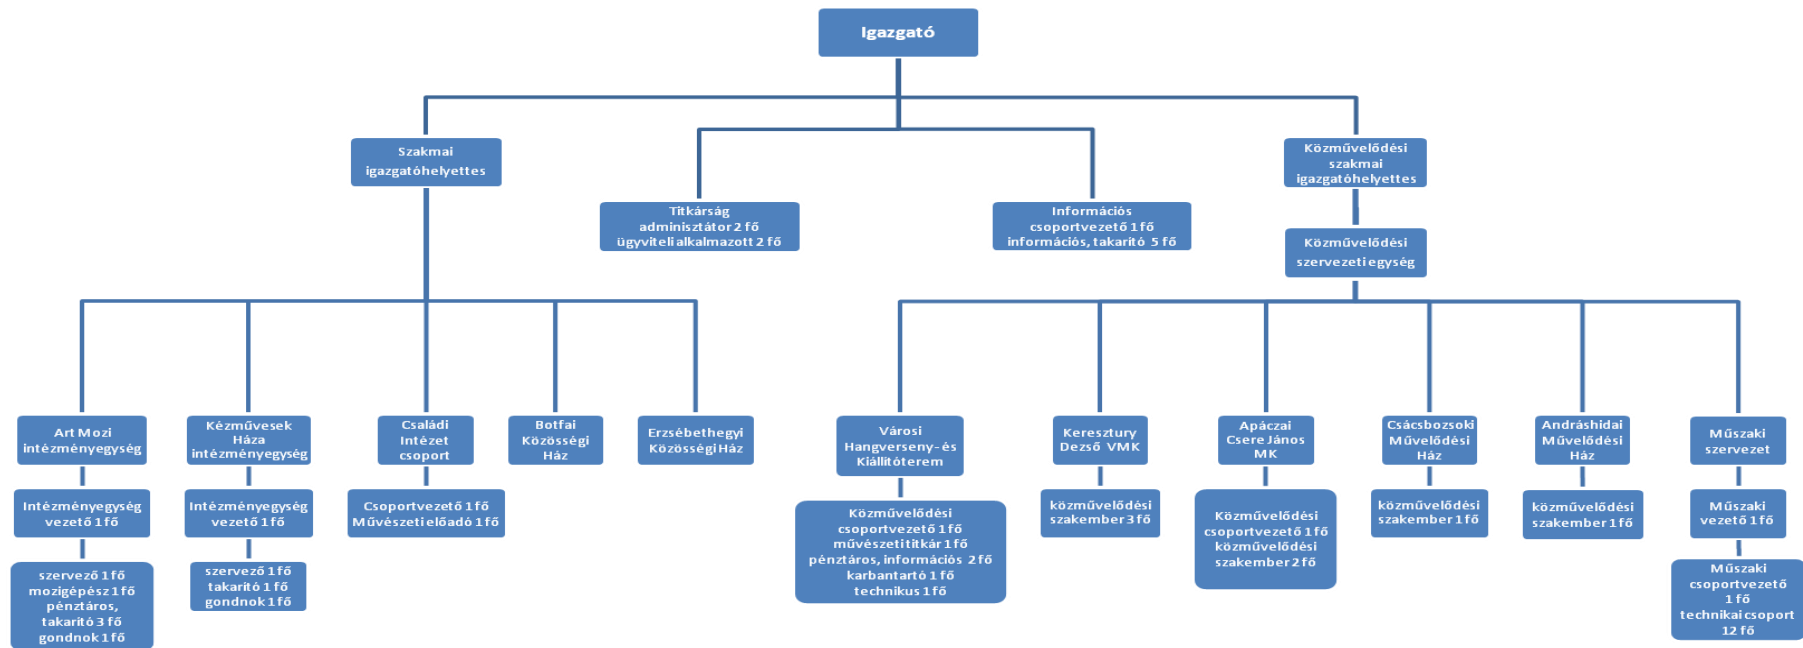 Igazgató
Szakmai
igazgatóhelyettes
Közművelődési
szakmai
igazgatóhelyettes
Titkárság
adminisztátor 2 fő
ügyviteli alkalmazott 2 fő
Információs
csoportvezető 1 fő
információs, takarító 5 fő
Közművelődési
szervezeti egység
Art Mozi
intézményegység
Kézművesek
Háza
intézményegység
Családi
Intézet
csoport
Botfai
Közösségi
Ház
Erzsébethegyi
Közösségi Ház
Városi
Hangverseny- és
Kiállítóterem
Keresztury
Dezső VMK
Apáczai
Csere János
MK
Csácsbozsoki
Művelődési
Ház
Andráshidai
Művelődési
Ház
Műszaki
szervezet
Intézményegység
vezető 1 fő
Intézményegység
vezető 1 fő
Csoportvezető 1 fő
Művészeti előadó 1 fő
Közművelődési
csoportvezető 1 fő
művészeti titkár 1 fő
pénztáros, információs 2 fő
karbantartó 1 fő
technikus 1 fő
közművelődési
szakember 3 fő
Közművelődési
csoportvezető 1 fő
közművelődési
szakember 2 fő
közművelődési
szakember 1 fő
közművelődési
szakember 1 fő
Műszaki
vezető 1 fő
szervező 1 fő
mozigépész 1 fő
pénztáros,
takarító 3 fő
gondnok 1 fő
szervező 1 fő
takarító 1 fő
gondnok 1 fő
Műszaki
csoportvezető
1 fő
technikai csoport
12 fő